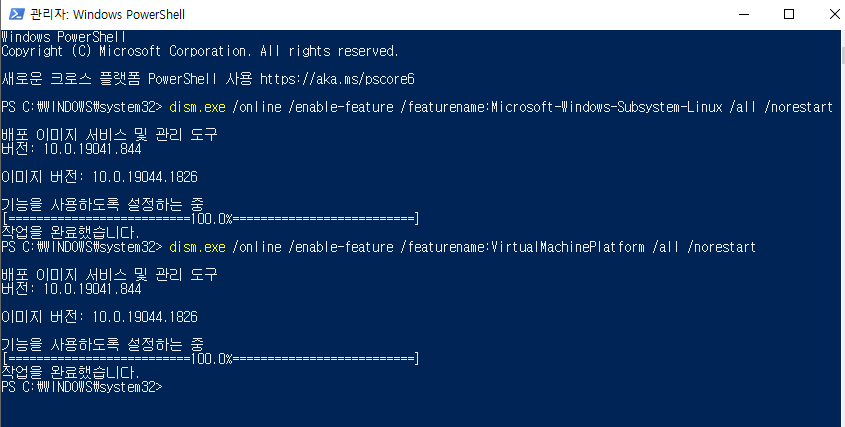 관리자: Windows PowerShell
Windows PowerShell
Copyright (C) Microsoft Corporation. All rights reserved.
새로운 크로스 플랫폼 PowerShell 사용 https://aka.ms/pscore6
PS C:₩WINDOWS₩system32> dism.exe /online /enable-feature /featurename:Microsoft-Windows-Subsystem-Linux /all /norestart
배포 이미지 서비스 및 관리 도구
버전: 10.0.19041.844
이미지 버전: 10.0.19044.1826
기능을 사용하도록 설정하는 중
[==========================100.0%==========================]
작업을 완료했습니다.
PS C:₩WINDOWS₩system32> dism.exe /online /enable-feature /featurename:VirtualMachinePlatform /all /norestart
배포 이미지 서비스 및 관리 도구
버전: 10.0.19041.844
이미지 버전: 10.0.19044.1826
기능을 사용하도록 설정하는 중
[==========================100.0%==========================]
작업을 완료했습니다.
PS C:₩WINDOWS₩system32>